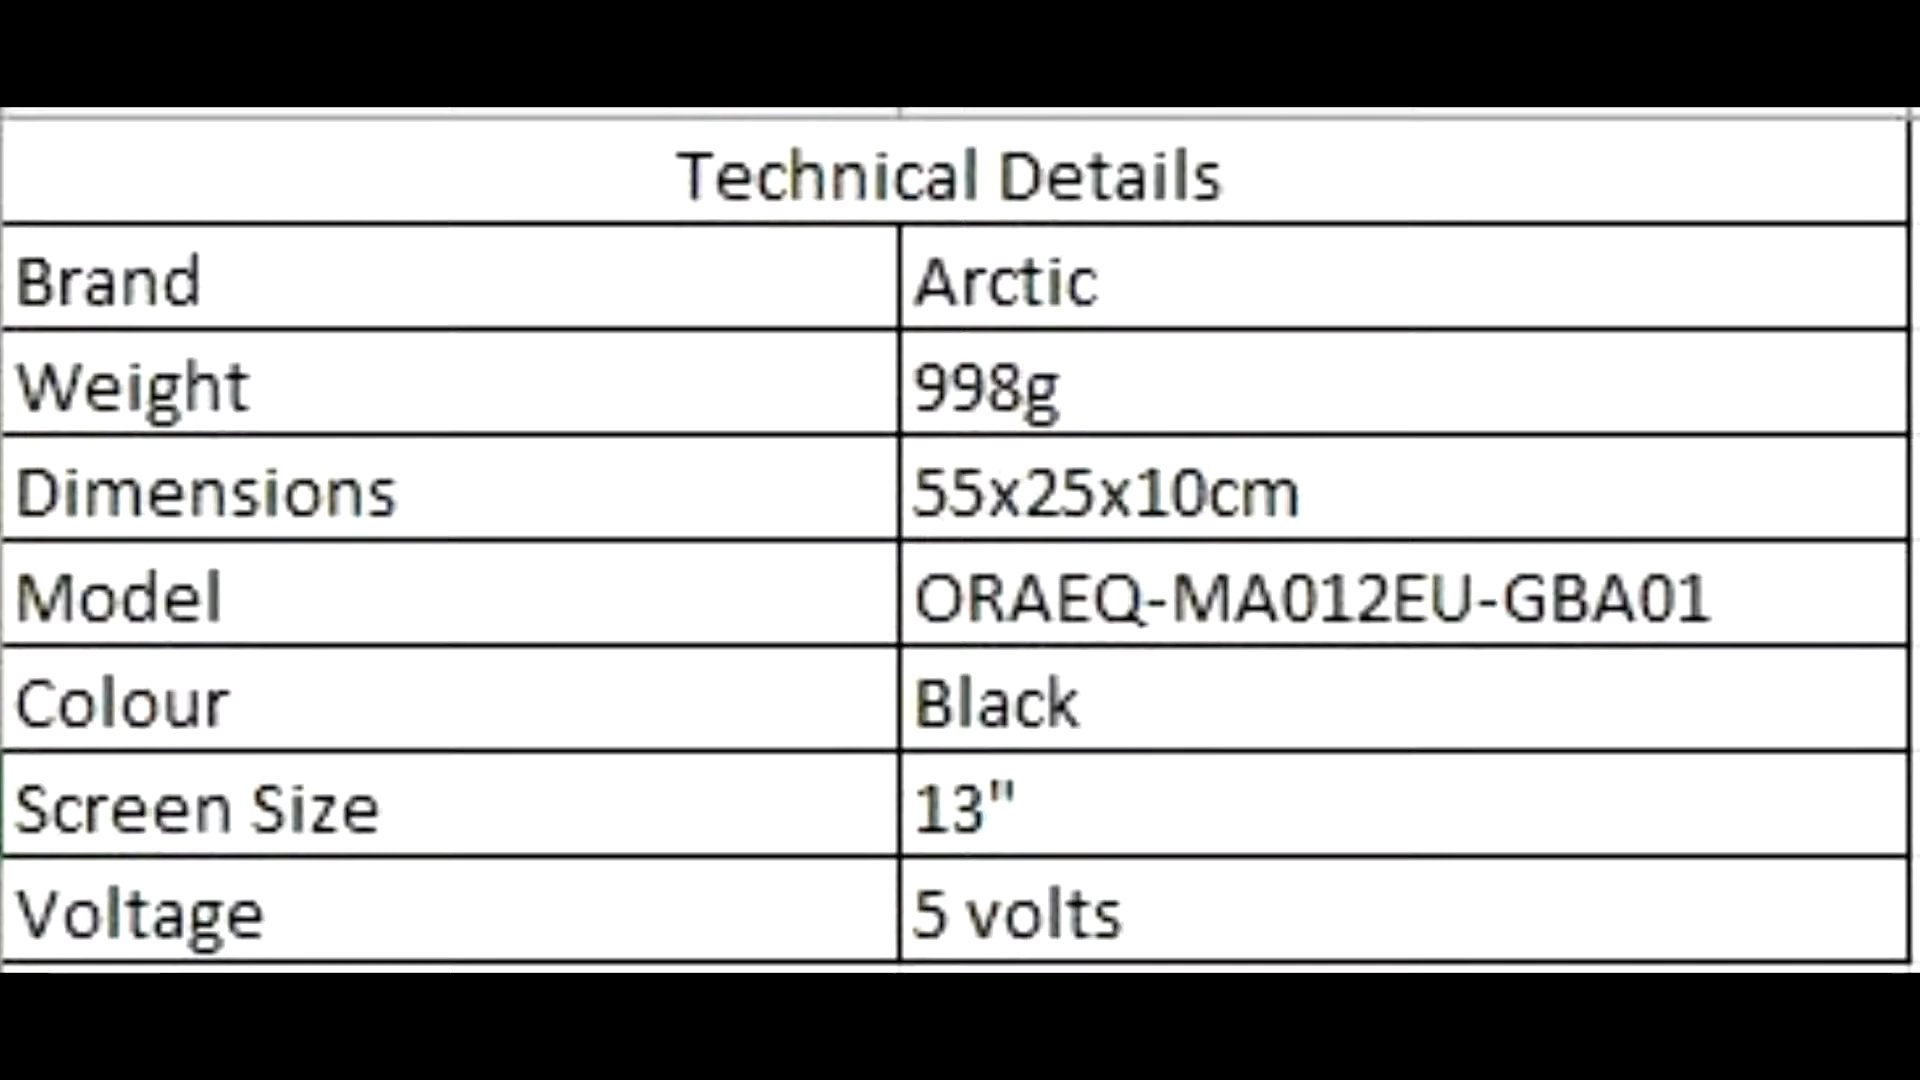 Technical Details
Brand Arctic
Weight 998g
Dimensions 55x25x10cm
Model ORAEQ-MA012EU-GBA01
Colour Black
Screen Size 13"
Voltage 5 volts